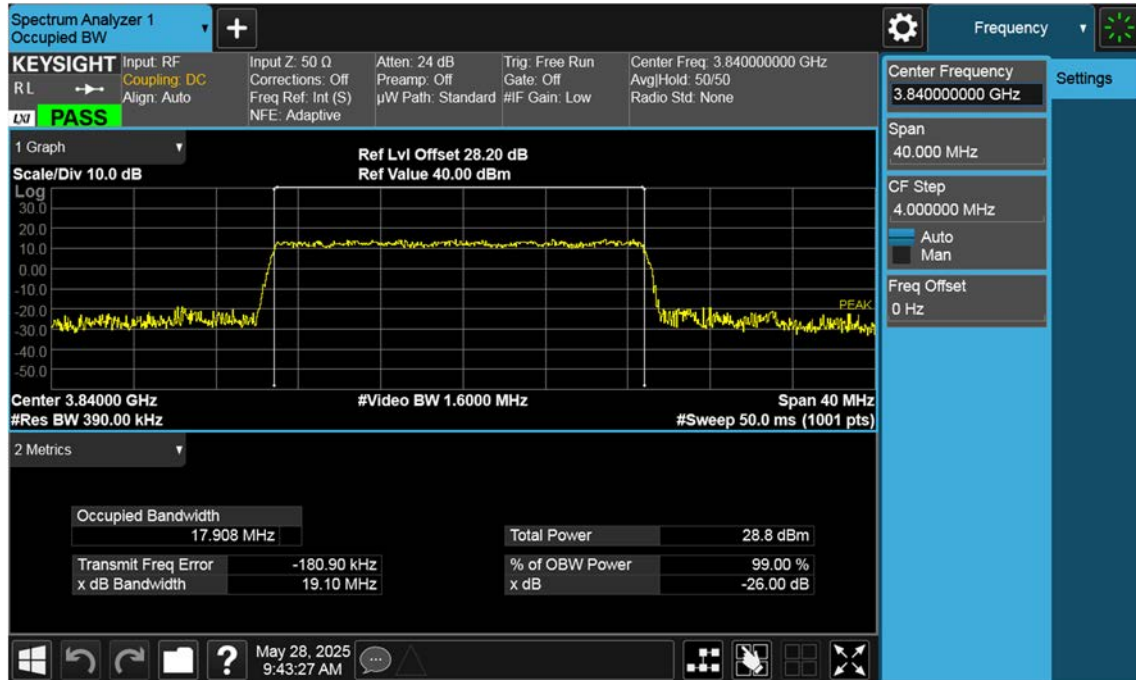 Spectrum Analyzer 1
Occupied BW
+
Frequency
KEYSIGHT
R L
LXI
PASS
Input: RF
Coupling: DC
Align: Auto
Input Z: 50 Ω
Corrections: Off
Freq Ref: Int (S)
NFE: Adaptive
Atten: 24 dB
Preamp: Off
µW Path: Standard
Trig: Free Run
Gate: Off
#IF Gain: Low
Center Freq: 3.840000000 GHz
Avg|Hold: 50/50
Radio Std: None
Center Frequency
3.840000000 GHz
Settings
Span
40.000 MHz
CF Step
4.000000 MHz
Auto
Man
Freq Offset
0 Hz
1 Graph
Scale/Div 10.0 dB
Ref Lvl Offset 28.20 dB
Ref Value 40.00 dBm
Log
30.0
20.0
10.0
0.00
-10.0
-20.0
-30.0
-40.0
-50.0
PEAK
Center 3.84000 GHz
#Video BW 1.6000 MHz
Span 40 MHz
#Res BW 390.00 kHz
#Sweep 50.0 ms (1001 pts)
2 Metrics
Occupied Bandwidth
17.908 MHz
Total Power 28.8 dBm
Transmit Freq Error -180.90 kHz
% of OBW Power 99.00 %
x dB Bandwidth 19.10 MHz
x dB -26.00 dB
?
May 28, 2025
9:43:27 AM